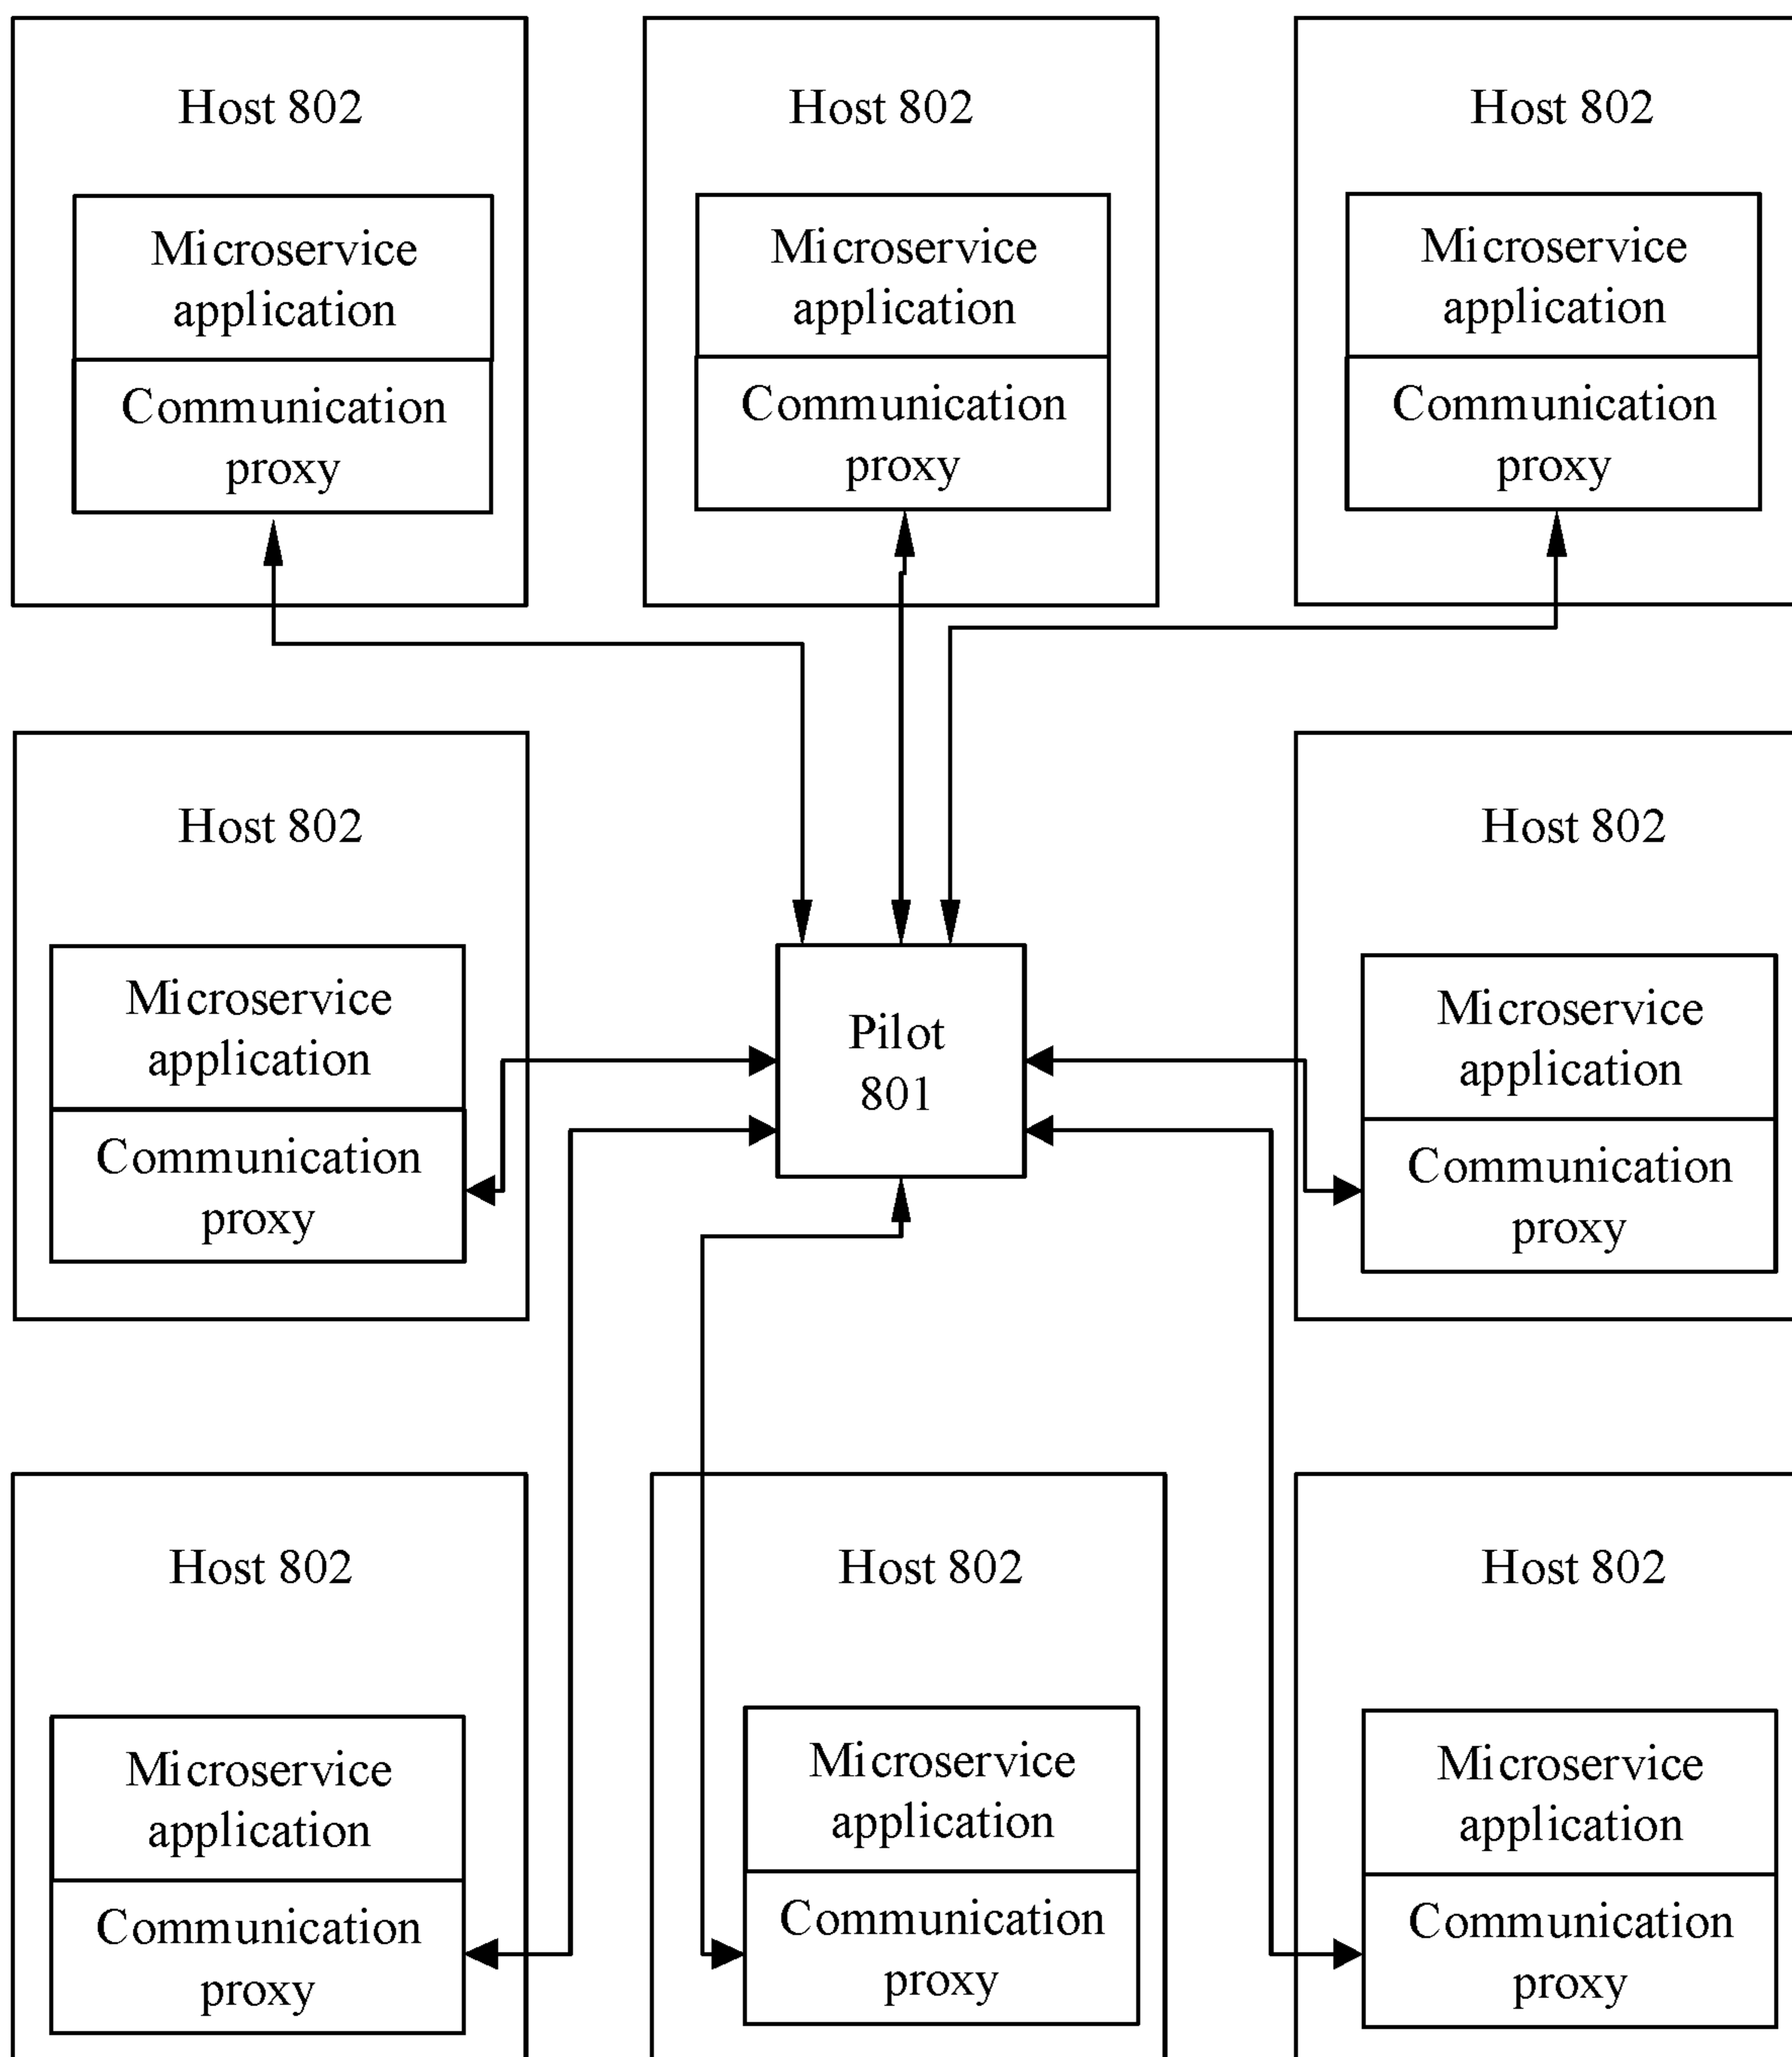 Host 802
Microservice
application
Communication
proxy
Host 802
Microservice
application
Communication
proxy
Host 802
Microservice
application
Communication
proxy
Host 802
Microservice
application
Communication
proxy
Pilot
801
Host 802
Microservice
application
Communication
proxy
Host 802
Microservice
application
Communication
proxy
Host 802
Microservice
application
Communication
proxy
Host 802
Microservice
application
Communication
proxy